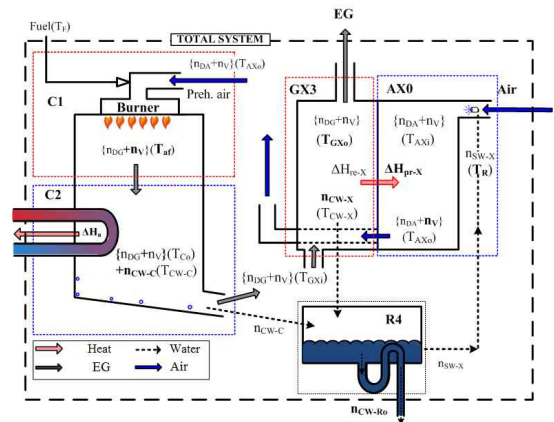 EG
Fuel(T_F)
TOTAL SYSTEM
{n_DA+n_V}(T_AXo)
C1
Preh. air
Burner
GX3
AX0
Air
{n_DG+n_V}
(T_GXo)
{n_DA+n_V}
(T_AXi)
n_SW-X
(T_R)
{n_DG+n_V}(T_af)
ΔH_re-X
ΔH_pr-X
C2
n_CW-X
(T_CW-X)
{n_DA+n_V}
(T_AXo)
ΔH_u
{n_DG+n_V}(T_Co)
+n_CW-C(T_CW-C)
{n_DG+n_V}(T_GXi)
R4
n_CW-C
n_SW-X
Heat
Water
EG
Air
n_CW-Ro